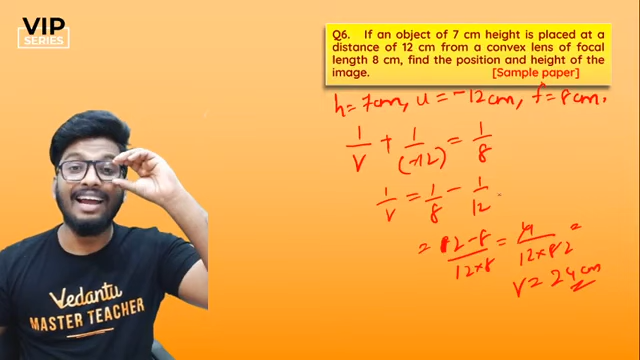 VIP
SERIES
Q6. If an object of 7 cm height is placed at a
distance of 12 cm from a convex lens of focal
length 8 cm, find the position and height of the
image. [Sample paper]
h = 7cm, u = -12cm, f = 8cm.
1/v + 1/(+12) = 1/8
1/v = 1/8 - 1/12
= 12-8/12×8 = 4/12×8 2 =
v = 24 cm
Vedantu
MASTER TEACHER